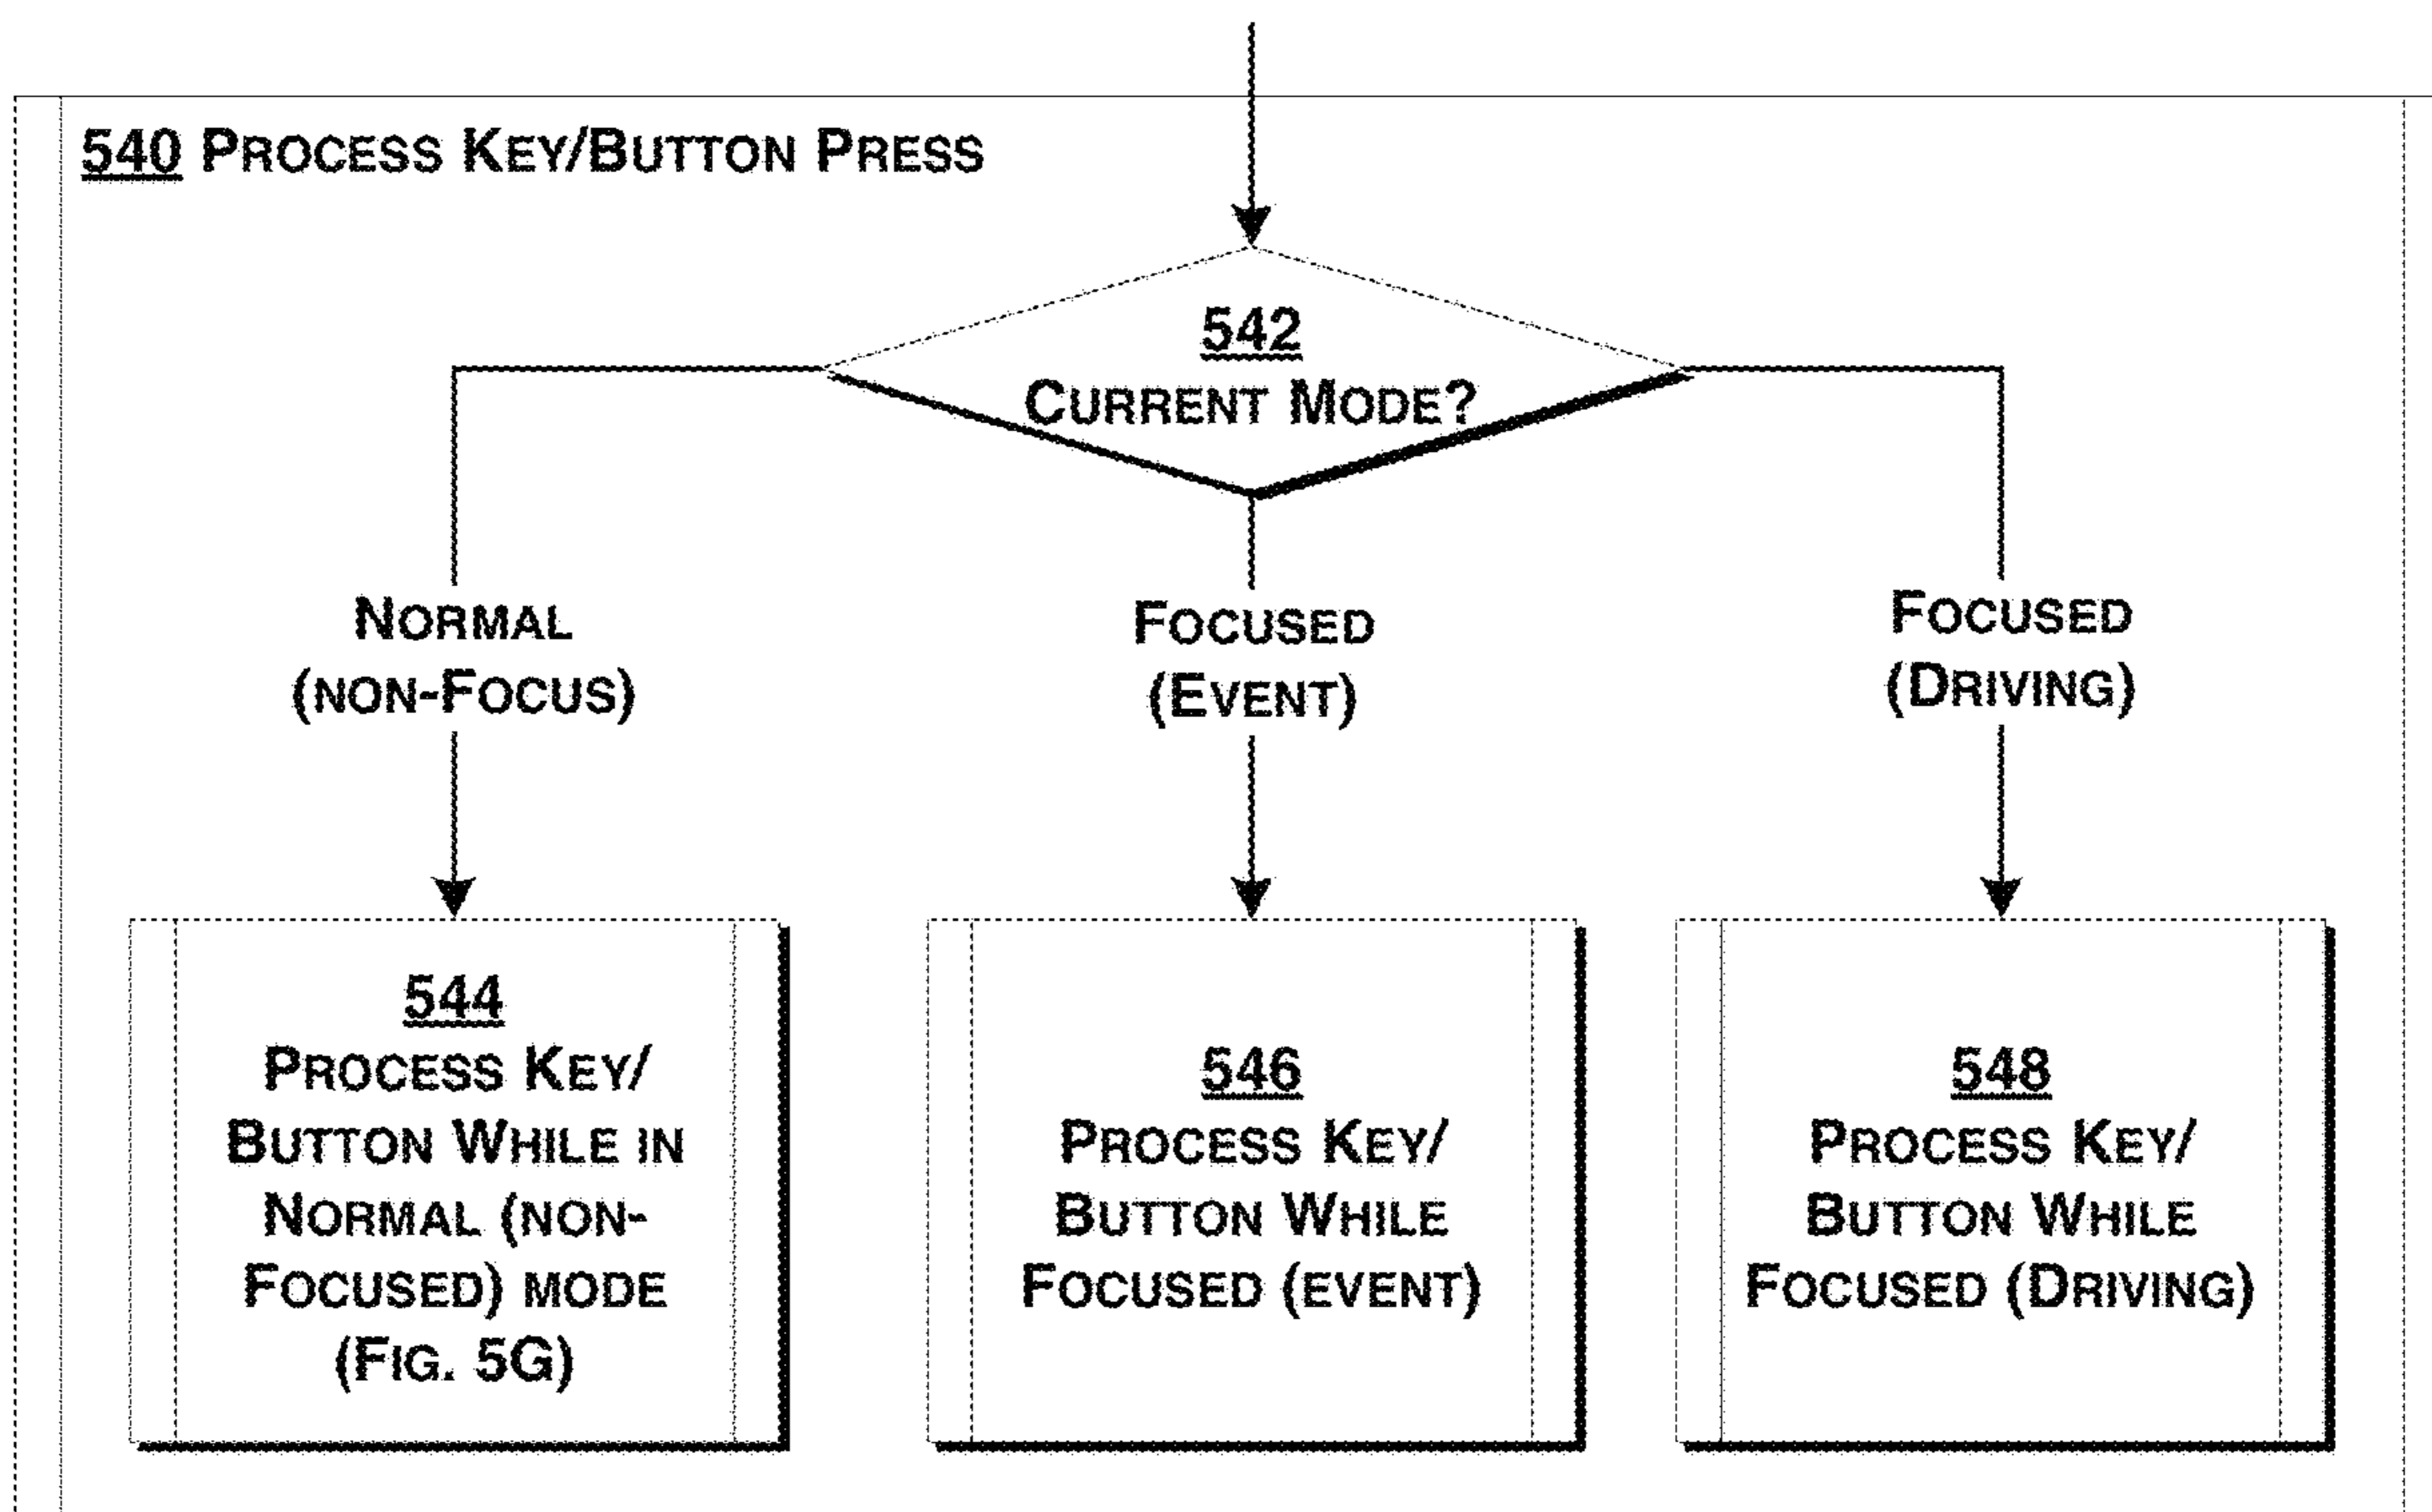 540 PROCESS KEY/BUTTON PRESS
542
CURRENT MODE?
NORMAL
(NON-FOCUS)
FOCUSED
(EVENT)
FOCUSED
(DRIVING)
544
PROCESS KEY/
BUTTON WHILE IN
NORMAL (NON-
FOCUSED) MODE
(FIG. 5G)
546
PROCESS KEY/
BUTTON WHILE
FOCUSED (EVENT)
548
PROCESS KEY/
BUTTON WHILE
FOCUSED (DRIVING)